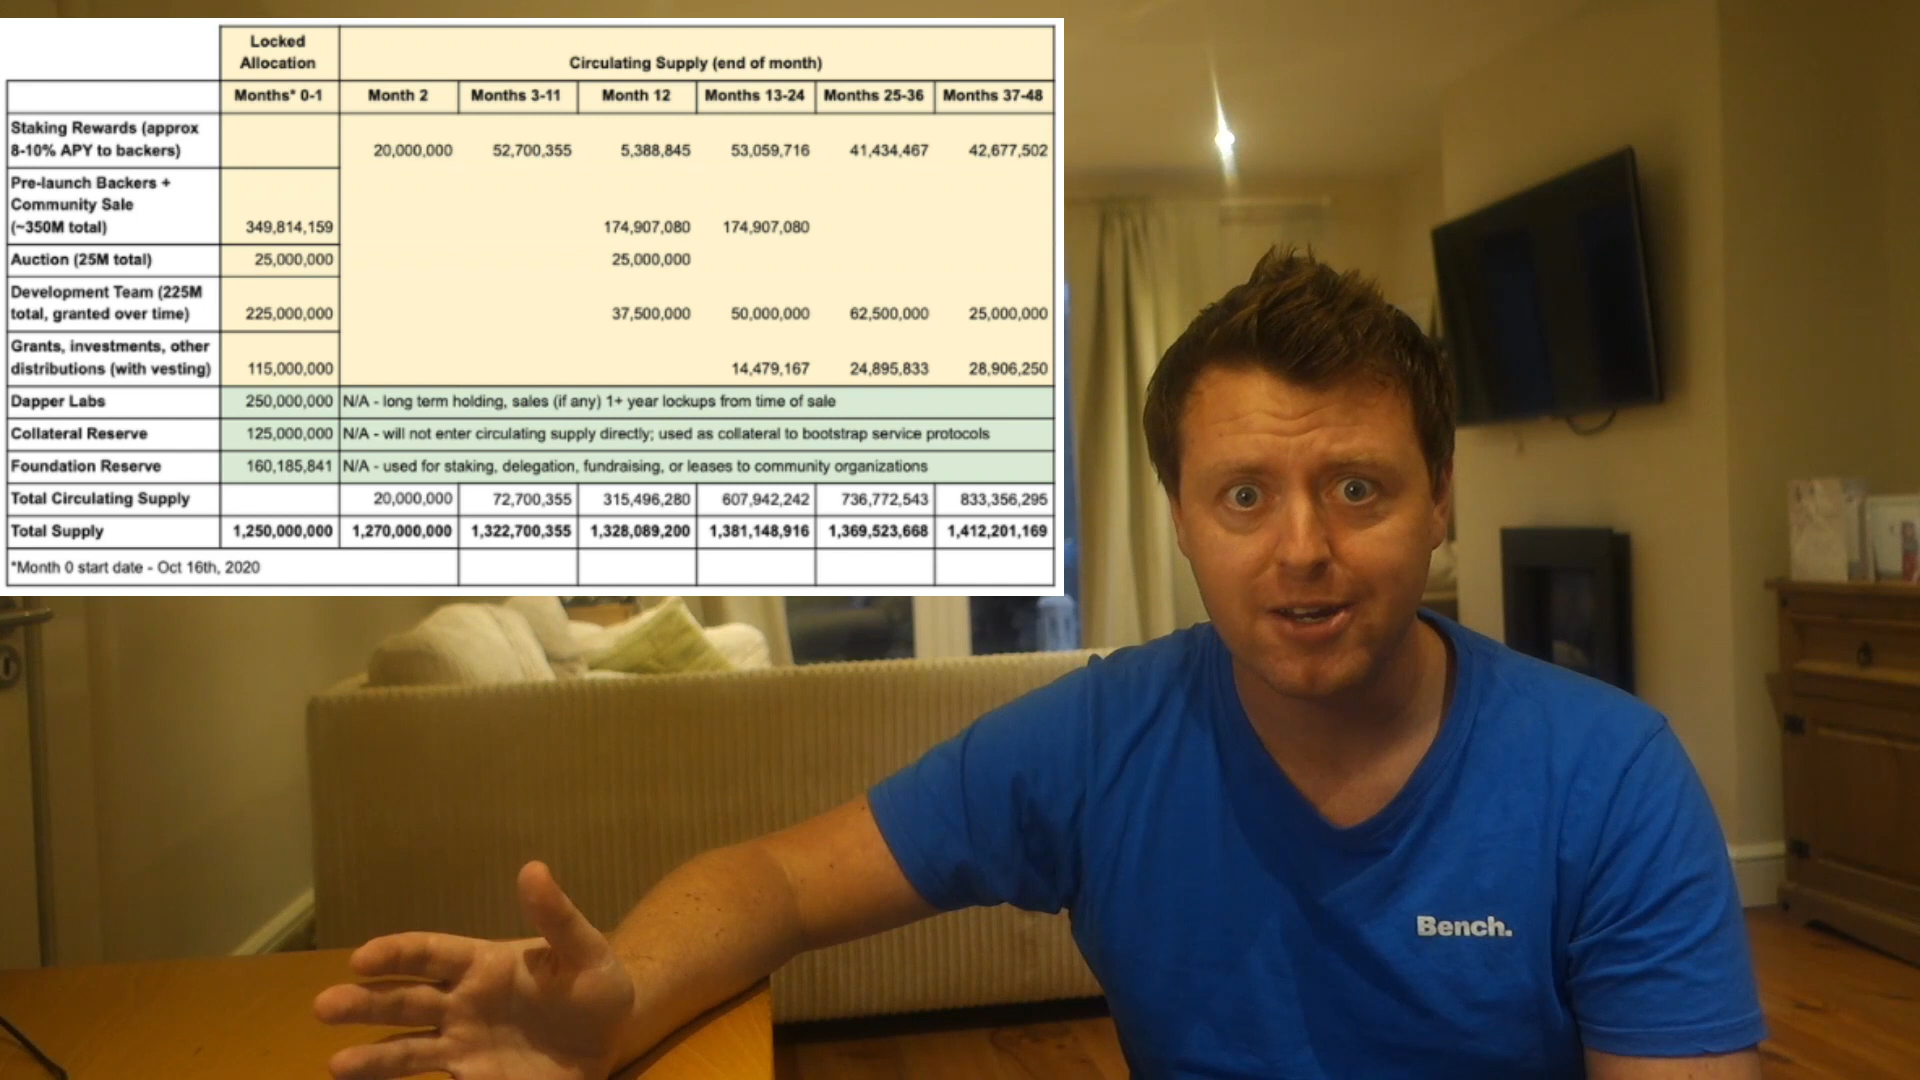 Locked
Allocation
Circulating Supply (end of month)
Months* 0-1 Month 2 Months 3-11 Month 12 Months 13-24 Months 25-36 Months 37-48
Staking Rewards (approx
8-10% APY to backers) 20,000,000 52,700,355 5,388,845 53,059,716 41,434,467 42,677,502
Pre-launch Backers +
Community Sale
(~350M total) 349,814,159 174,907,080 174,907,080
Auction (25M total) 25,000,000 25,000,000
Development Team (225M
total, granted over time) 225,000,000 37,500,000 50,000,000 62,500,000 25,000,000
Grants, investments, other
distributions (with vesting) 115,000,000 14,479,167 24,895,833 28,906,250
Dapper Labs 250,000,000 N/A - long term holding, sales (if any) 1+ year lockups from time of sale
Collateral Reserve 125,000,000 N/A - will not enter circulating supply directly; used as collateral to bootstrap service protocols
Foundation Reserve 160,185,841 N/A - used for staking, delegation, fundraising, or leases to community organizations
Total Circulating Supply 20,000,000 72,700,355 315,496,280 607,942,242 736,772,543 833,356,295
Total Supply 1,250,000,000 1,270,000,000 1,322,700,355 1,328,089,200 1,381,148,916 1,369,523,668 1,412,201,169
*Month 0 start date - Oct 16th, 2020
Bench.